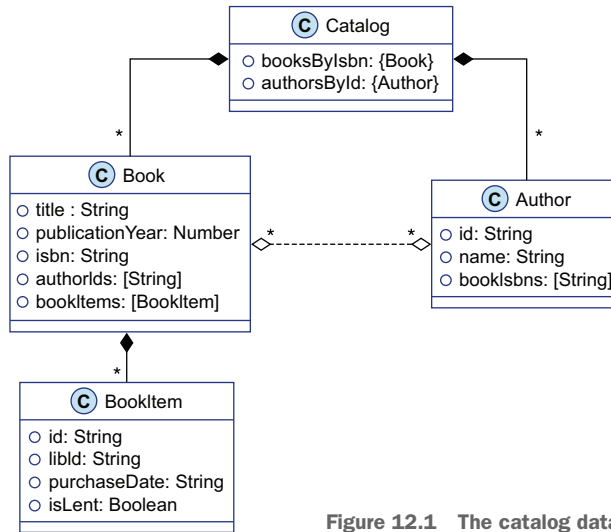 C Catalog
booksByIsbn: {Book}
authorsById: {Author}
*
*
C Book
title : String
publicationYear: Number
isbn: String
authorIds: [String]
bookItems: [BookItem]
*
*
C Author
id: String
name: String
bookIsbns: [String]
*
C BookItem
id: String
libId: String
purchaseDate: String
isLent: Boolean
Figure 12.1 The catalog data